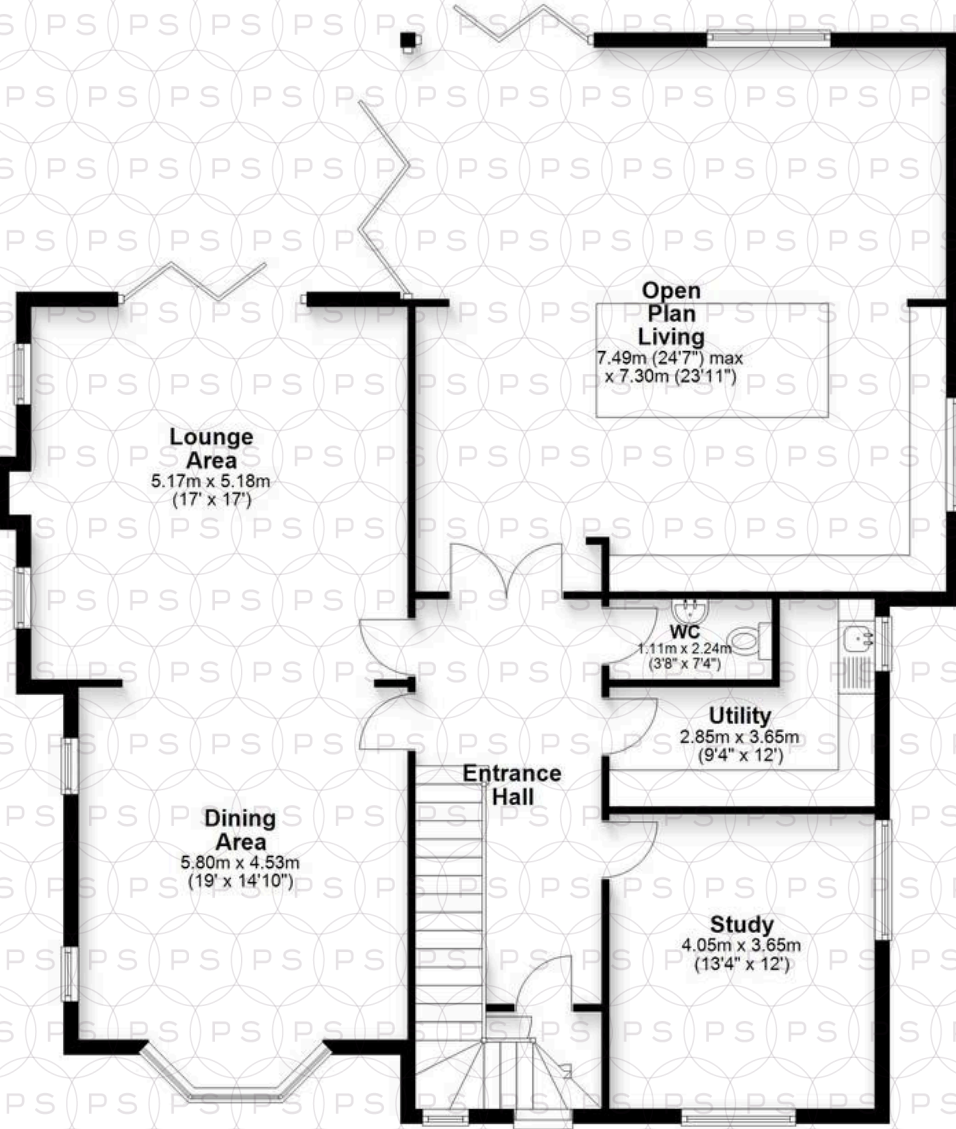 Open
Plan
Living
7.49m (24'7") max
x 7.30m (23'11")
Lounge
Area
5.17m x 5.18m
(17' x 17')
WC
1.11m x 2.24m
(3'8" x 7'4")
Utility
2.85m x 3.65m
(9'4" x 12')
Entrance
Hall
Dining
Area
5.80m x 4.53m
(19' x 14'10")
Study
4.05m x 3.65m
(13'4" x 12')